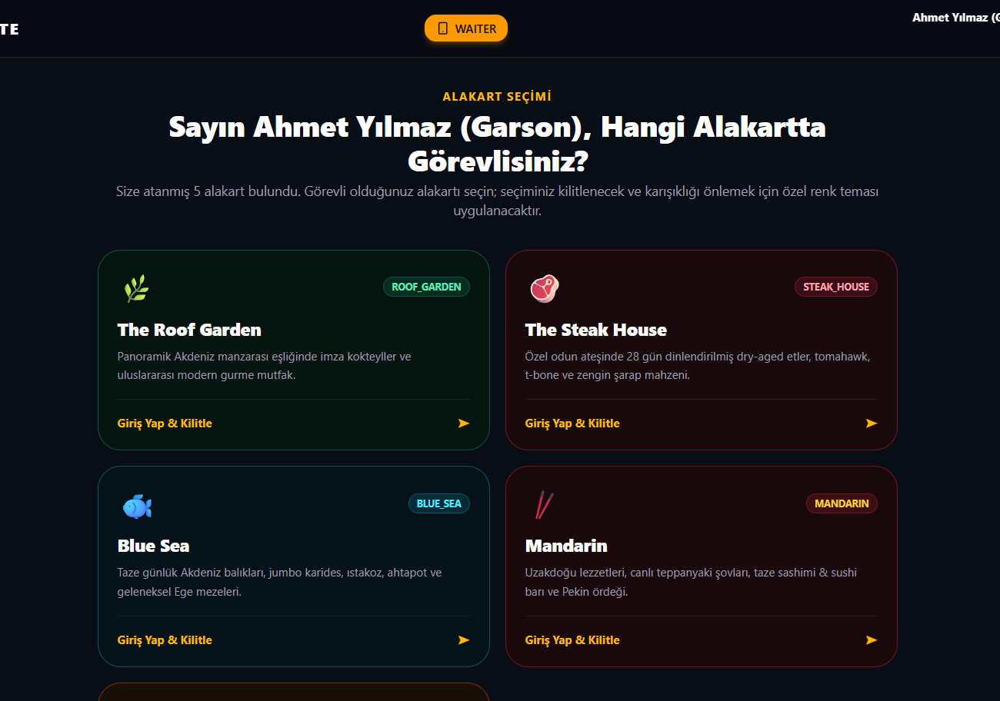 TE
WAITER
Ahmet Yılmaz (G
ALAKART SEÇİMİ
Sayın Ahmet Yılmaz (Garson), Hangi Alakartta
Görevlisiniz?
Size atanmış 5 alakart bulundu. Görevli olduğunuz alakartı seçin; seçiminiz kilitlenecek ve karışıklığı önlemek için özel renk teması
uygulanacaktır.
ROOF_GARDEN
The Roof Garden
Panoramik Akdeniz manzarası eşliğinde imza kokteyller ve
uluslararası modern gurme mutfak.
Giriş Yap & Kilitle
STEAK_HOUSE
The Steak House
Özel odun ateşinde 28 gün dinlendirilmiş dry-aged etler, tomahawk,
t-bone ve zengin şarap mahzeni.
Giriş Yap & Kilitle
BLUE_SEA
Blue Sea
Taze günlük Akdeniz balıkları, jumbo karides, ıstakoz, ahtapot ve
geleneksel Ege mezeleri.
Giriş Yap & Kilitle
MANDARIN
Mandarin
Uzakdoğu lezzetleri, canlı teppanyaki şovları, taze sashimi & sushi
barı ve Pekin ördeği.
Giriş Yap & Kilitle